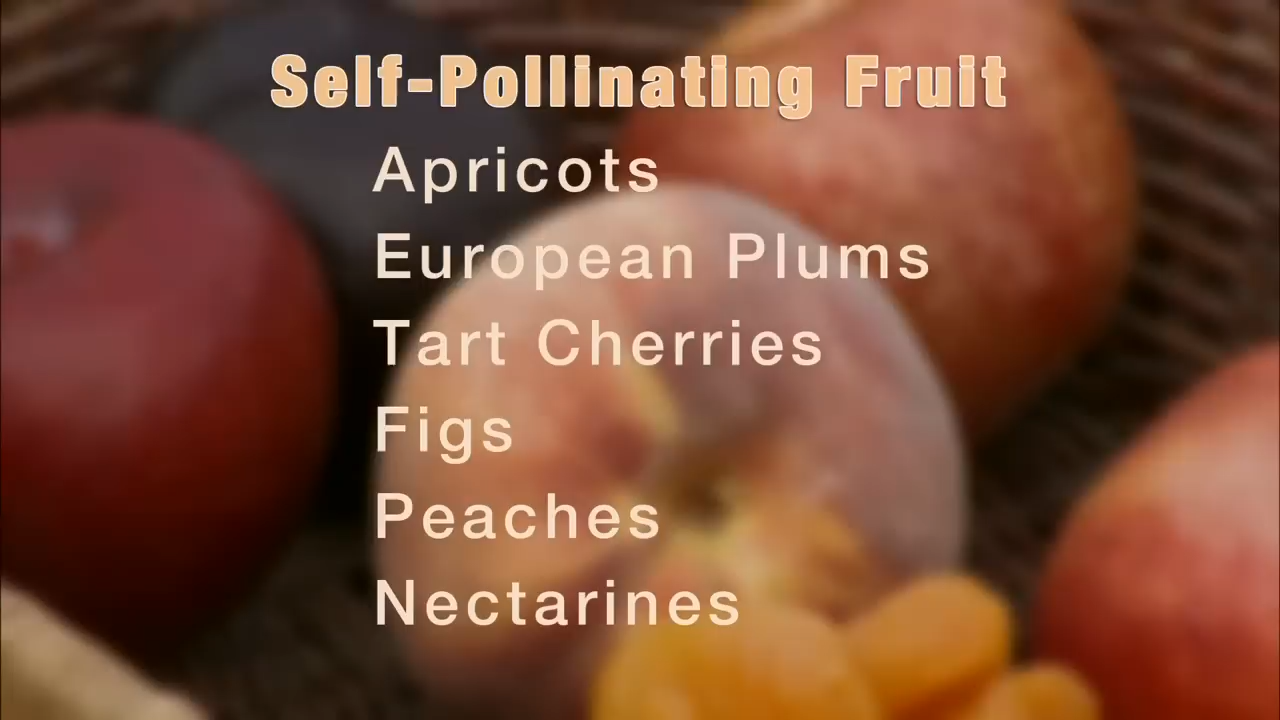 Self-Pollinating Fruit
Apricots
European Plums
Tart Cherries
Figs
Peaches
Nectarines